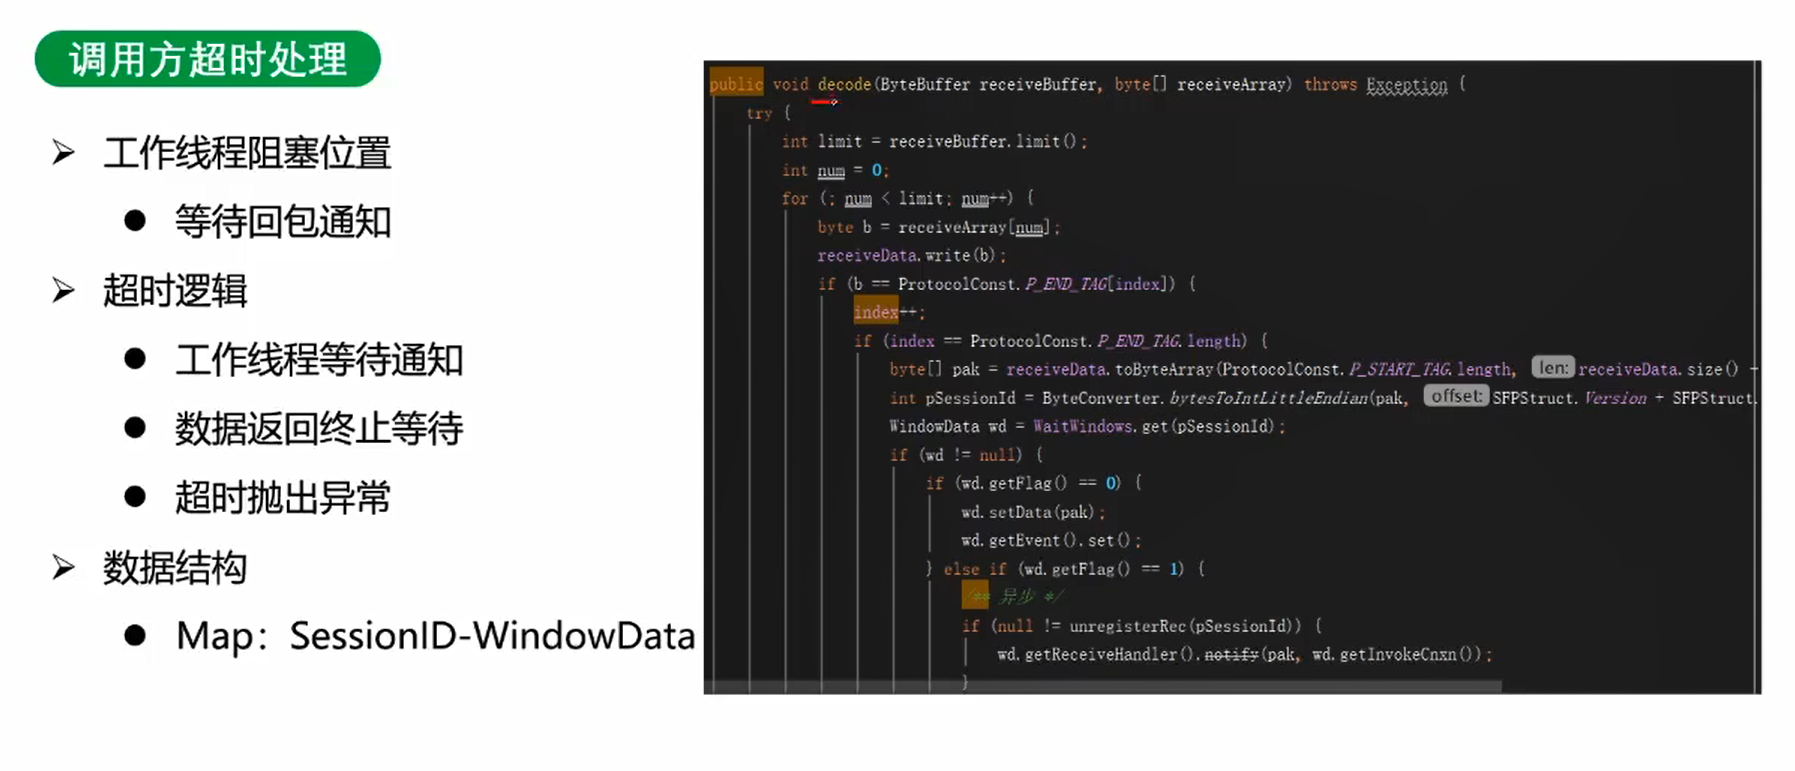 调用方超时处理
工作线程阻塞位置
等待回包通知
超时逻辑
工作线程等待通知
数据返回终止等待
超时抛出异常
数据结构
Map：SessionID-WindowData
public void decode(ByteBuffer receiveBuffer, byte[] receiveArray) throws Exception {
try {
int limit = receiveBuffer.limit();
int num = 0;
for (; num < limit; num++) {
byte b = receiveArray[num];
receiveData.write(b);
if (b == ProtocolConst.P_END_TAG[index]) {
index++;
if (index == ProtocolConst.P_END_TAG.length) {
byte[] pak = receiveData.toByteArray(ProtocolConst.P_START_TAG.length, len: receiveData.size() -
int pSessionId = ByteConverter.bytesToIntLittleEndian(pak, offset: SFPStruct.Version + SFPStruct.
WindowData wd = WaitWindows.get(pSessionId);
if (wd != null) {
if (wd.getFlag() == 0) {
wd.setData(pak);
wd.getEvent().set();
} else if (wd.getFlag() == 1) {
/** 异步 */
if (null != unregisterRec(pSessionId)) {
wd.getReceiveHandler().notify(pak, wd.getInvokeCnxn());
}